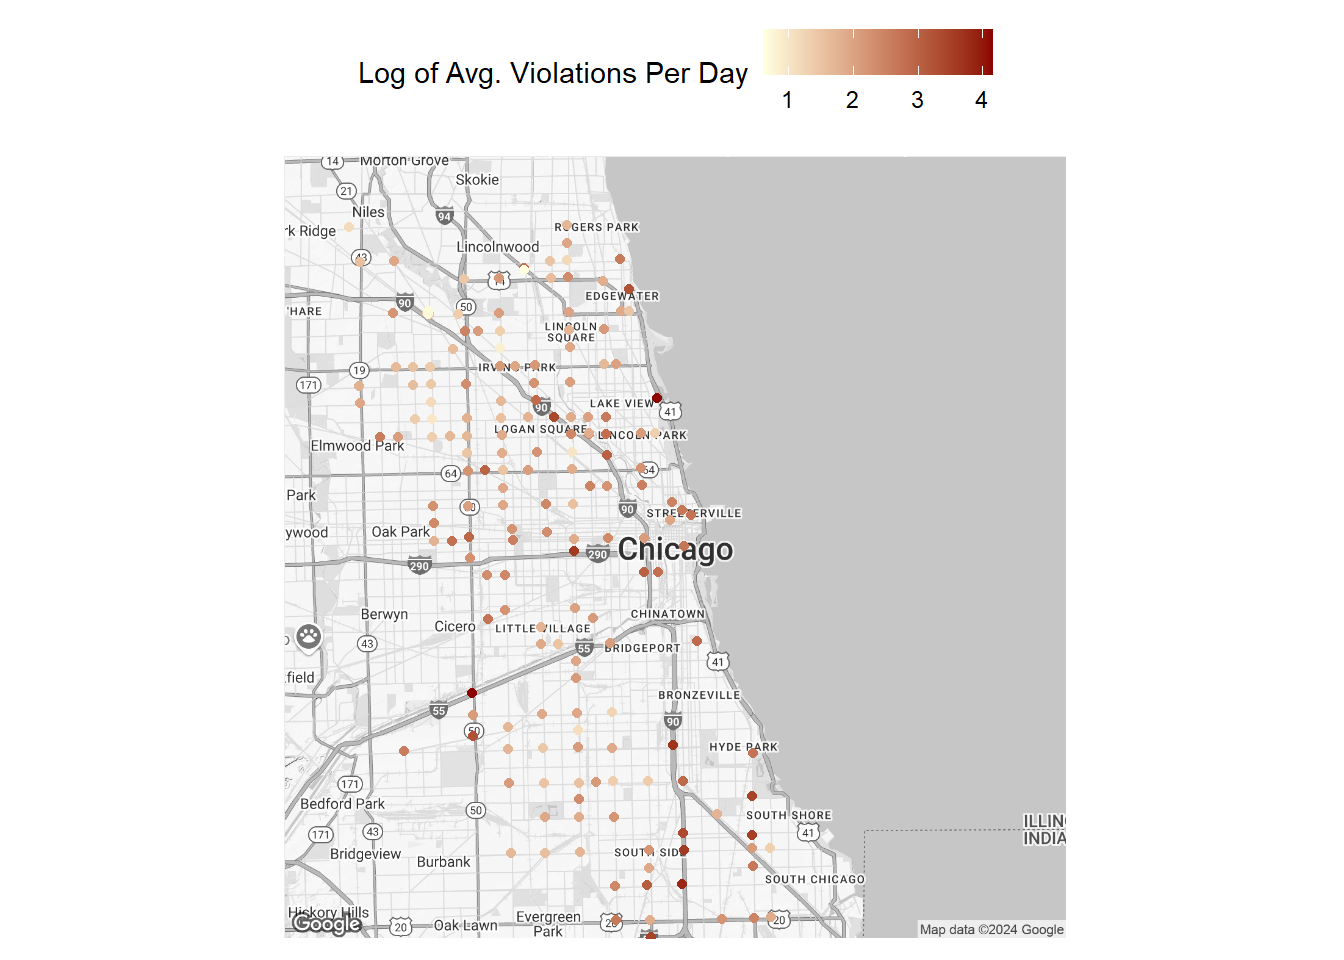 Log of Avg. Violations Per Day
1 2 3 4
14 Morton Grove
Skokie
21
Niles
94
rk Ridge
ROGERS PARK
Lincolnwood
43
EDGEWATER
90
50
'HARE
LINCOLN
SQUARE
19
IRVING PARK
171
LAKE VIEW
90
41
LOGAN SQUARE
LINCOLN PARK
Elmwood Park
64
64
Park
90
STREETERVILLE
ywood
Oak Park
Chicago
290
290
Berwyn
CHINATOWN
Cicero
LITTLE VILLAGE
43
55
BRIDGEPORT
41
field
BRONZEVILLE
55
90
50
HYDE PARK
171
Bedford Park
50
SOUTH SHORE
ILLIN
INDIA
171
43
41
Bridgeview
Burbank
SOUTH SIDE
SOUTH CHICAGO
Hickory Hills
Evergreen
Park
Google
20
Oak Lawn
20
20
Map data ©2024 Google